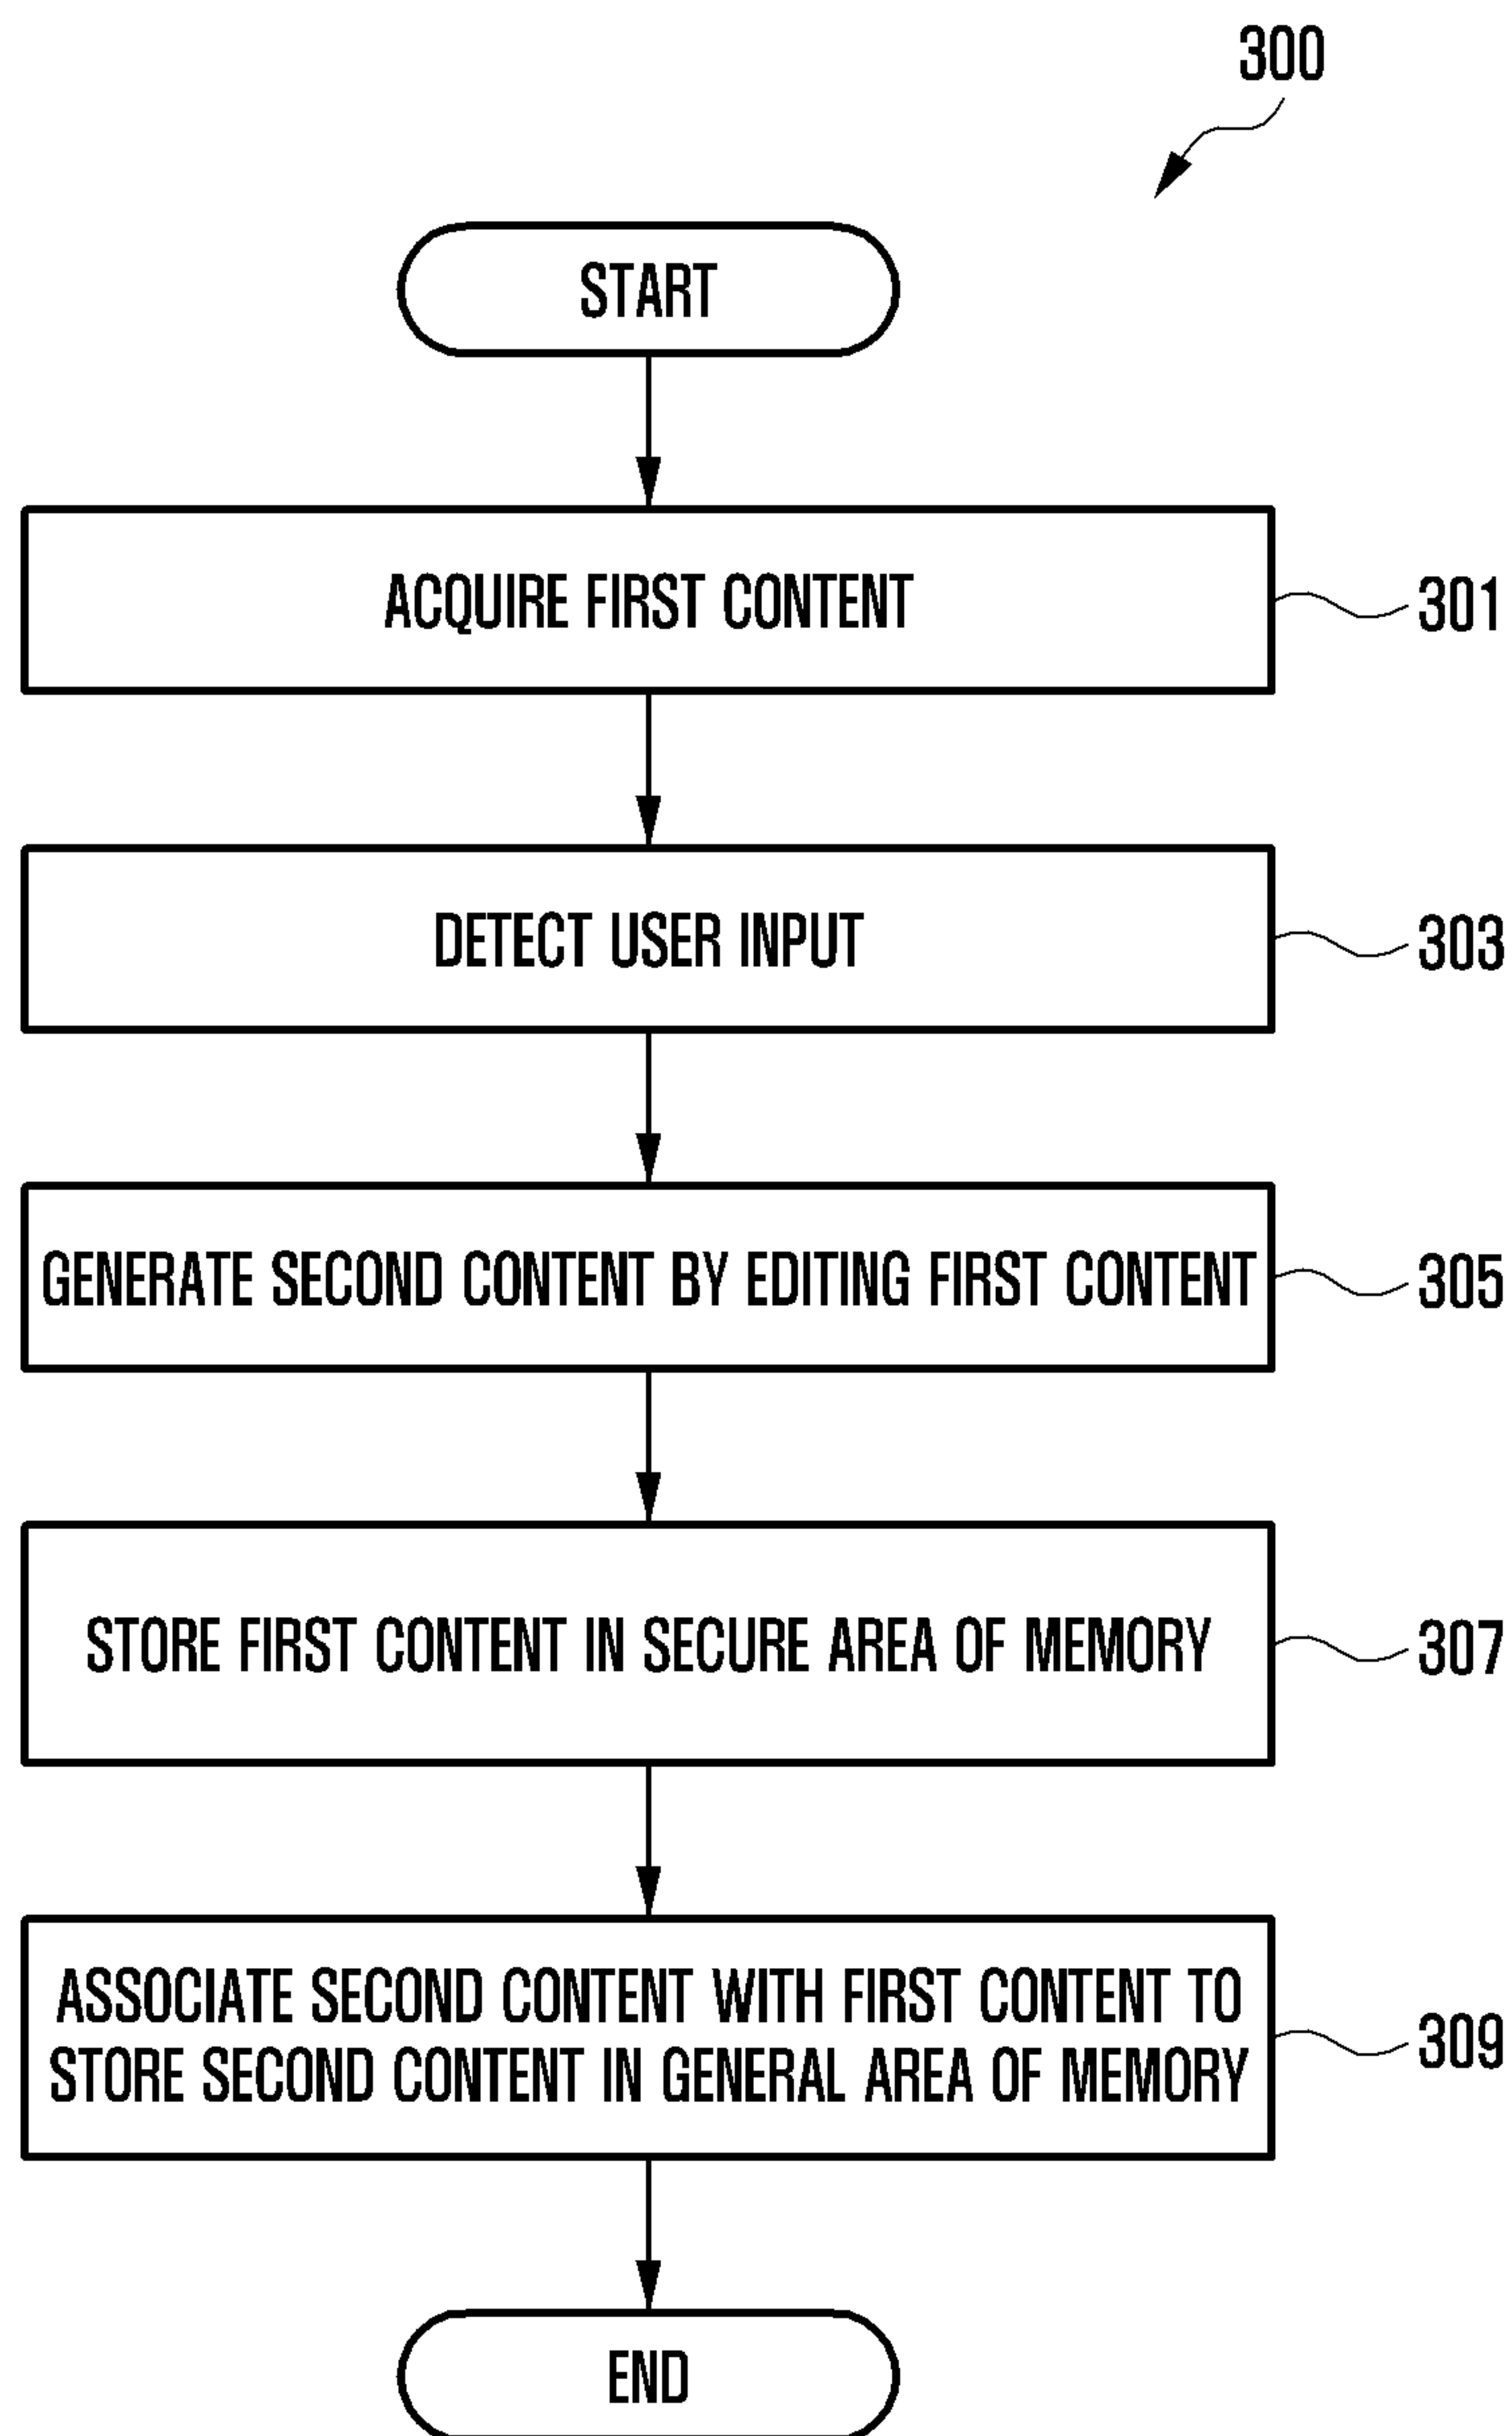 300
START
ACQUIRE FIRST CONTENT
301
DETECT USER INPUT
303
GENERATE SECOND CONTENT BY EDITING FIRST CONTENT
305
STORE FIRST CONTENT IN SECURE AREA OF MEMORY
307
ASSOCIATE SECOND CONTENT WITH FIRST CONTENT TO
STORE SECOND CONTENT IN GENERAL AREA OF MEMORY
309
END